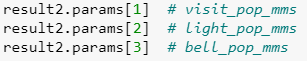 result2.params[1]  # visit_pop_mms
result2.params[2]  # light_pop_mms
result2.params[3]  # bell_pop_mms